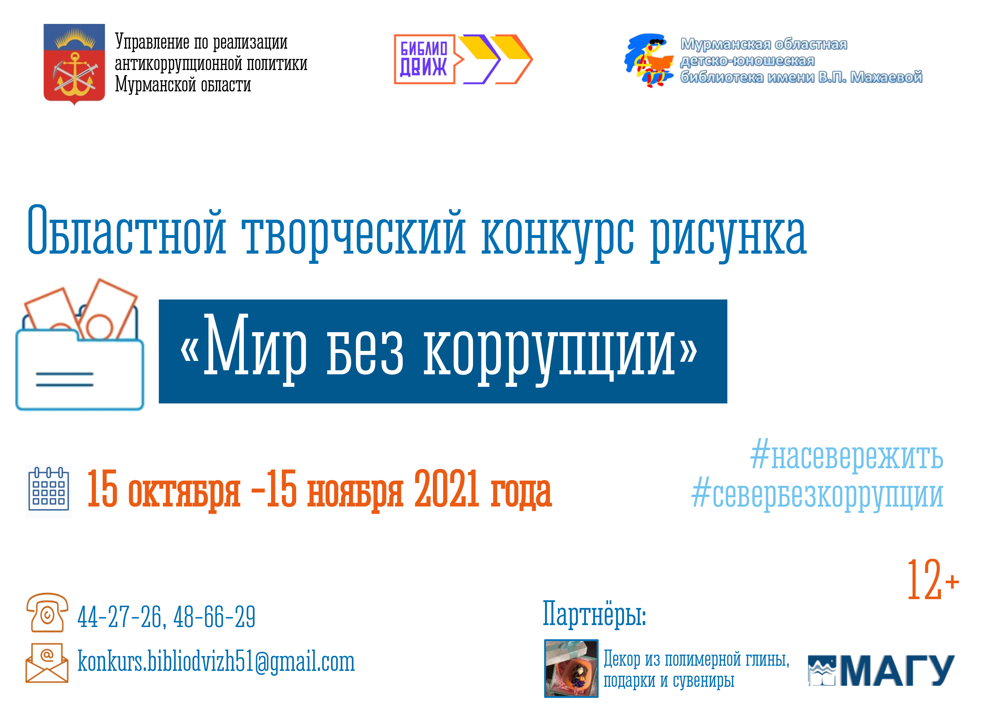 Управление по реализации
антикоррупционной политики
Мурманской области
БИБЛИО
ДВИЖ
Мурманская областная
детско-юношеская
библиотека имени В.П. Махаевой
Областной творческий конкурс рисунка
«Мир без коррупции»
15 октября –15 ноября 2021 года
#насевережить
#севербезкоррупции
12+
44-27-26, 48-66-29
konkurs.bibliodvizh51@gmail.com
Партнёры:
Декор из полимерной глины,
подарки и сувениры
МАГУ